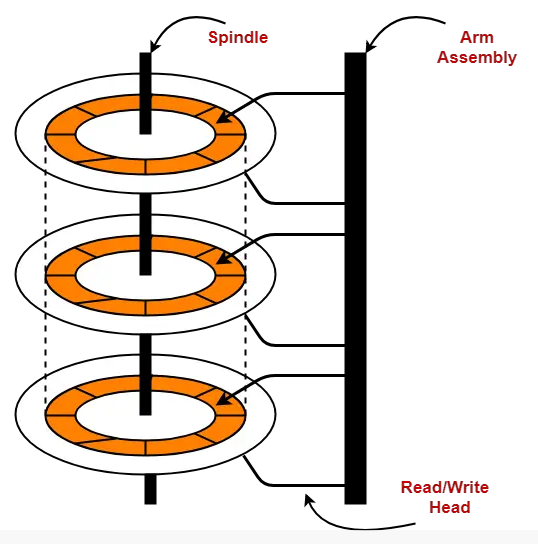 Spindle
Arm
Assembly
Read/Write
Head